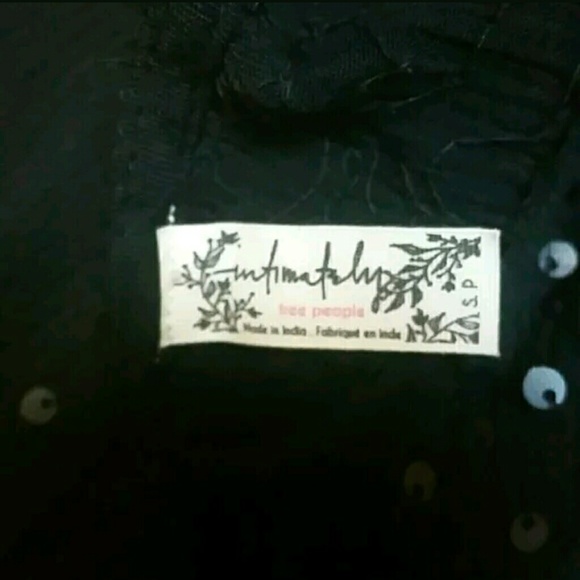 intimately
free people
Made in India . Fabriqué en Inde
S.P